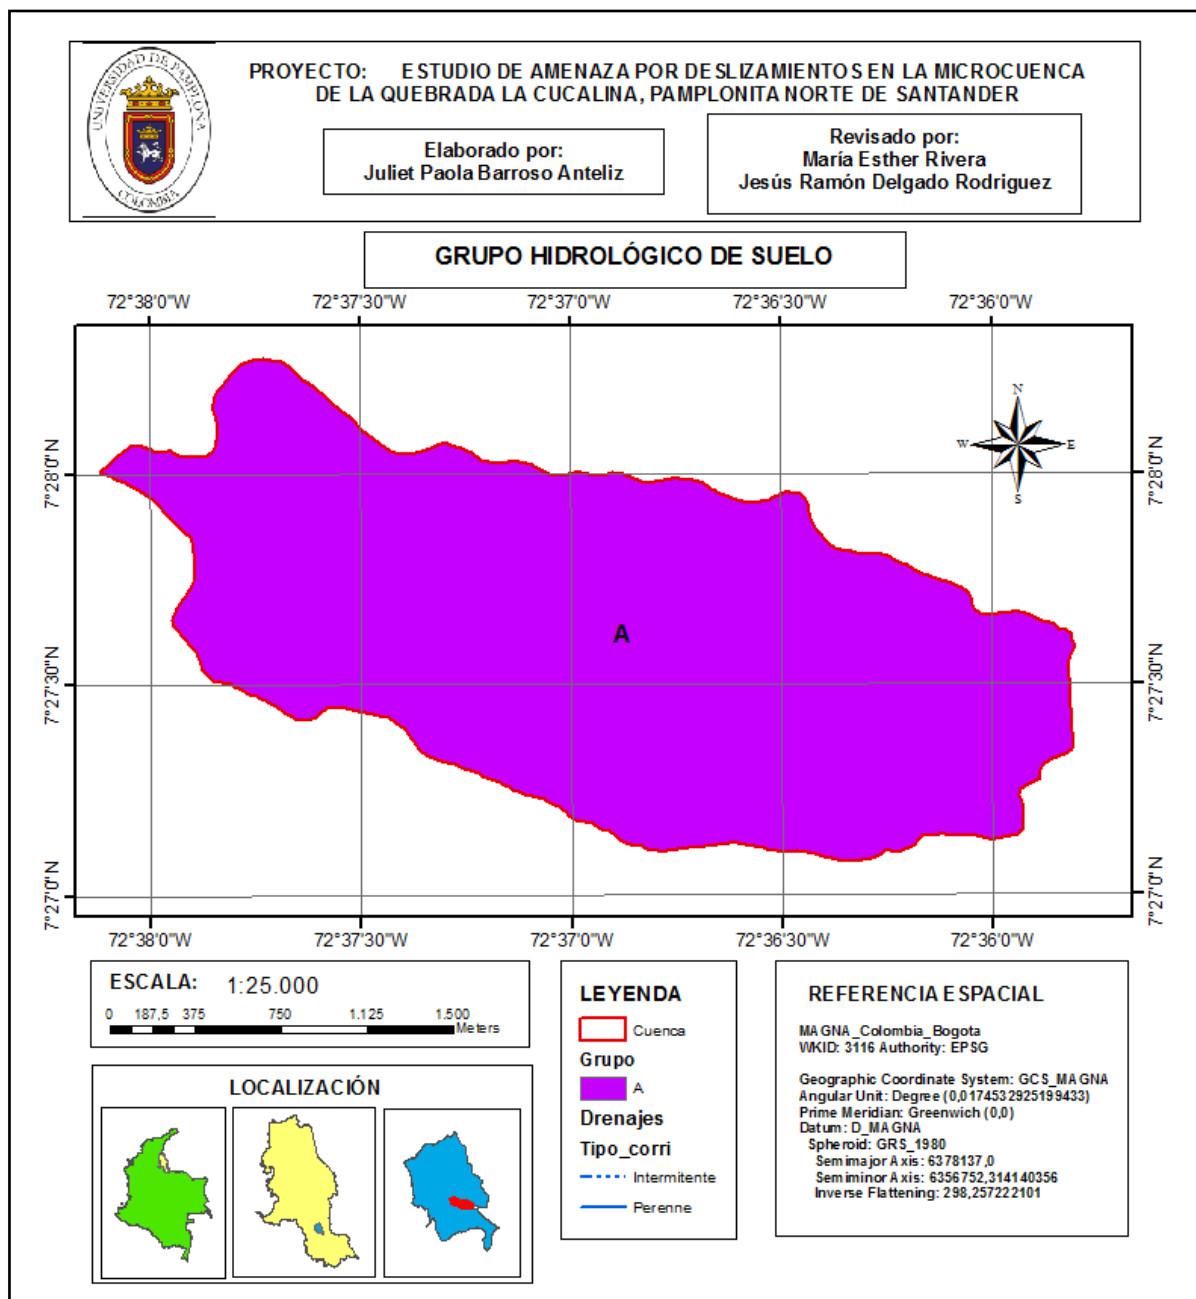 UNIVERSIDAD DE PAMPLONA
COLOMBIA
PROYECTO: ESTUDIO DE AMENAZA POR DESLIZAMIENTOS EN LA MICROCUENCA
DE LA QUEBRADA LA CUCALINA, PAMPLONITA NORTE DE SANTANDER
Elaborado por:
Juliet Paola Barroso Anteliz
Revisado por:
María Esther Rivera
Jesús Ramón Delgado Rodriguez
GRUPO HIDROLÓGICO DE SUELO
72°38'0"W 72°37'30"W 72°37'0"W 72°36'30"W 72°36'0"W
N
W E
S
7°28'0"N 7°28'0"N
A
7°27'30"N 7°27'30"N
7°27'0"N 7°27'0"N
72°38'0"W 72°37'30"W 72°37'0"W 72°36'30"W 72°36'0"W
ESCALA: 1:25.000
0 187,5 375 750 1.125 1.500
Meters
LOCALIZACIÓN
LEYENDA
Cuenca
Grupo
A
Drenajes
Tipo_corri
Intermitente
Perenne
REFERENCIA ESPACIAL
MAGNA_Colombia_Bogota
WKID: 3116 Authority: EPSG
Geographic Coordinate System: GCS_MAGNA
Angular Unit: Degree (0,0174532925199433)
Prime Meridian: Greenwich (0,0)
Datum: D_MAGNA
Spheroid: GRS_1980
Semimajor Axis: 6378137,0
Semiminor Axis: 6356752,314140356
Inverse Flattening: 298,257222101